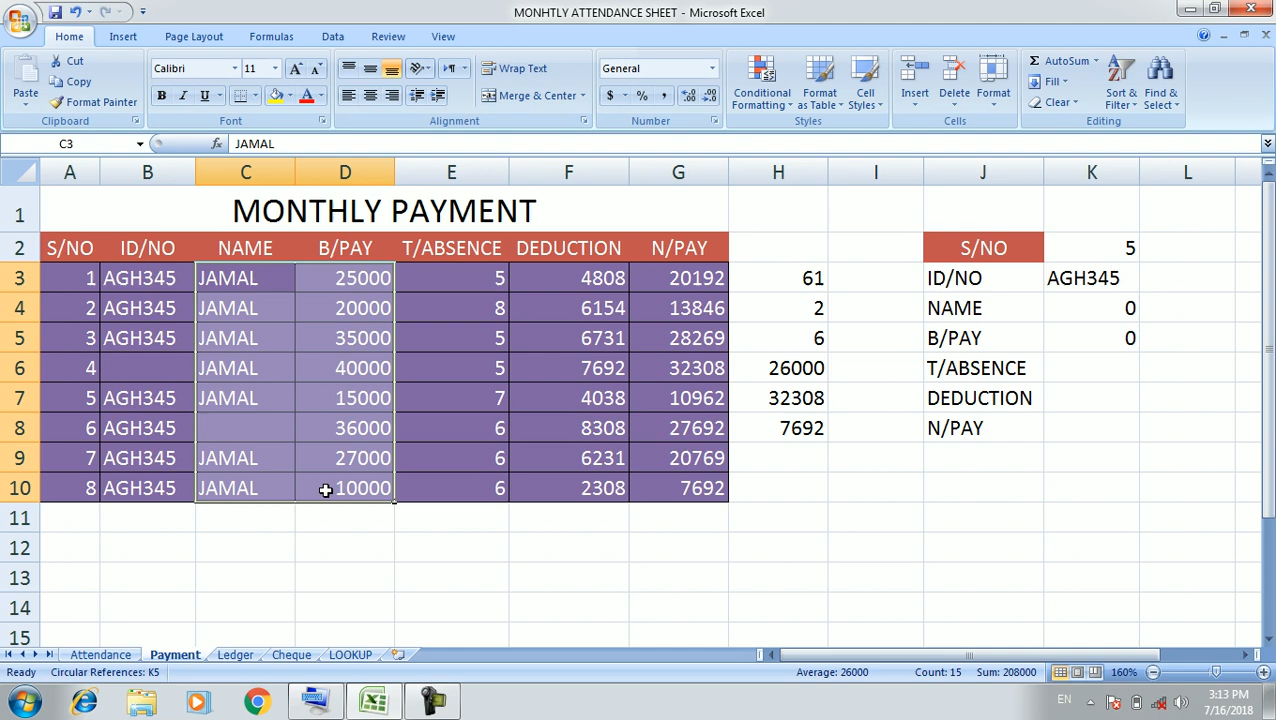 MONHTLY ATTENDANCE SHEET - Microsoft Excel
Home Insert Page Layout Formulas Data Review View
Paste Cut Copy Format Painter Clipboard
Calibri 11 A A B I U A Font
Wrap Text Merge & Center Alignment
General $ % , .0 .00 .00 .0 Number
Conditional Formatting Format as Table Cell Styles Styles
Insert Delete Format Cells
Σ AutoSum Fill Clear Sort & Filter Find & Select Editing
C3 fx JAMAL
A B C D E F G H I J K L
1 MONTHLY PAYMENT
2 S/NO ID/NO NAME B/PAY T/ABSENCE DEDUCTION N/PAY S/NO 5
3 1 AGH345 JAMAL 25000 5 4808 20192 61 ID/NO AGH345
4 2 AGH345 JAMAL 20000 8 6154 13846 2 NAME 0
5 3 AGH345 JAMAL 35000 5 6731 28269 6 B/PAY 0
6 4 JAMAL 40000 5 7692 32308 26000 T/ABSENCE
7 5 AGH345 JAMAL 15000 7 4038 10962 32308 DEDUCTION
8 6 AGH345 36000 6 8308 27692 7692 N/PAY
9 7 AGH345 JAMAL 27000 6 6231 20769
10 8 AGH345 JAMAL 10000 6 2308 7692
11
12
13
14
15
Attendance Payment Ledger Cheque LOOKUP
Ready Circular References: K5 Average: 26000 Count: 15 Sum: 208000 160%
EN 3:13 PM
7/16/2018